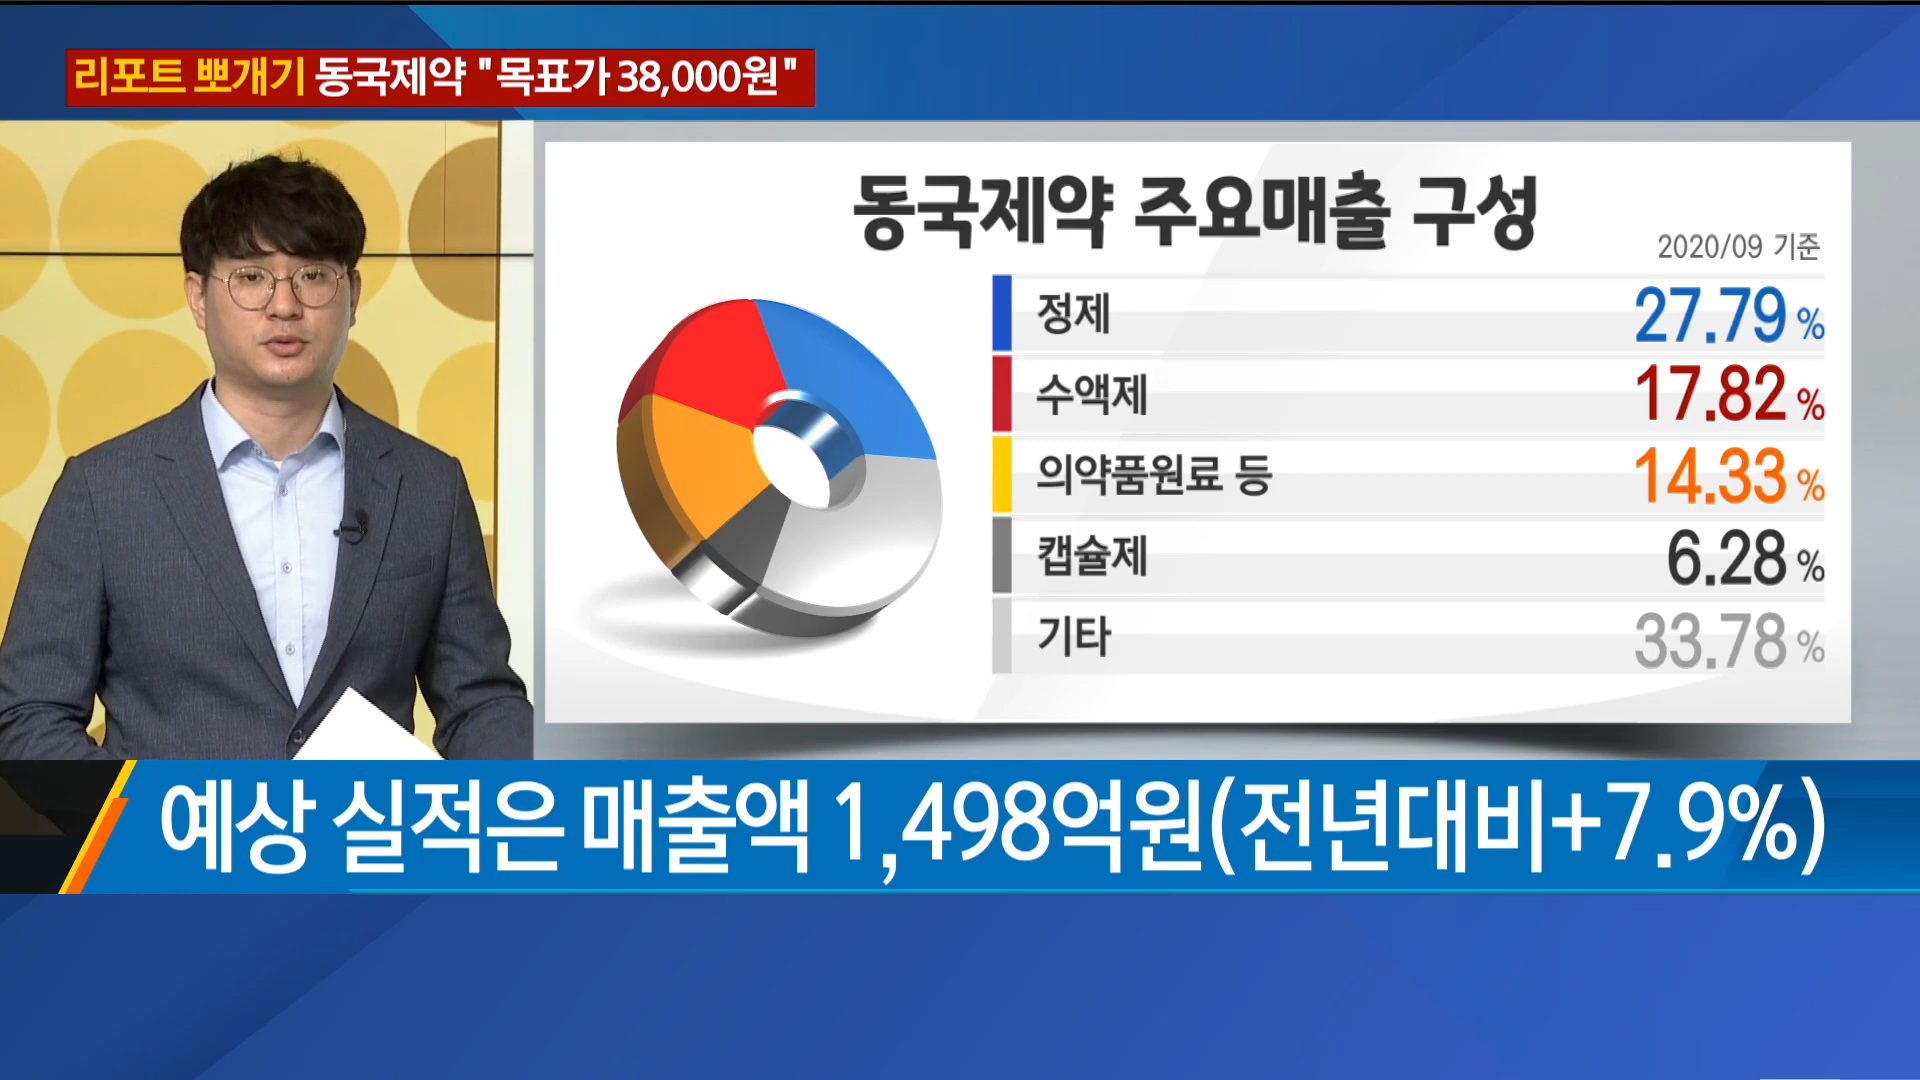 리포트 뽀개기 동국제약 "목표가 38,000원"
동국제약 주요매출 구성
2020/09 기준
정제 27.79 %
수액제 17.82 %
의약품원료 등 14.33 %
캡슐제 6.28 %
기타 33.78 %
예상 실적은 매출액 1,498억원(전년대비+7.9%)